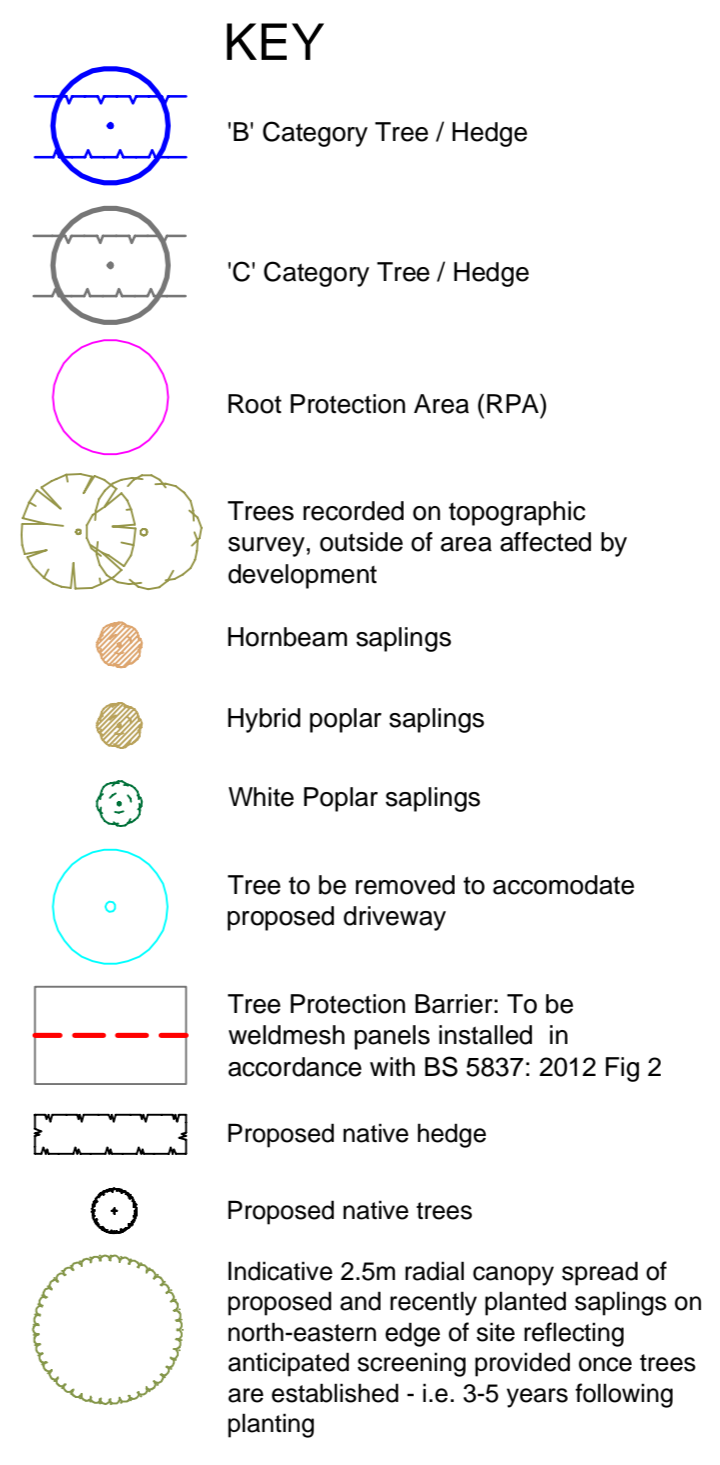 KEY
'B' Category Tree / Hedge
'C' Category Tree / Hedge
Root Protection Area (RPA)
Trees recorded on topographic
survey, outside of area affected by
development
Hornbeam saplings
Hybrid poplar saplings
White Poplar saplings
Tree to be removed to accomodate
proposed driveway
Tree Protection Barrier: To be
weldmesh panels installed  in
accordance with BS 5837: 2012 Fig 2
Proposed native hedge
Proposed native trees
Indicative 2.5m radial canopy spread of
proposed and recently planted saplings on
north-eastern edge of site reflecting
anticipated screening provided once trees
are established - i.e. 3-5 years following
planting